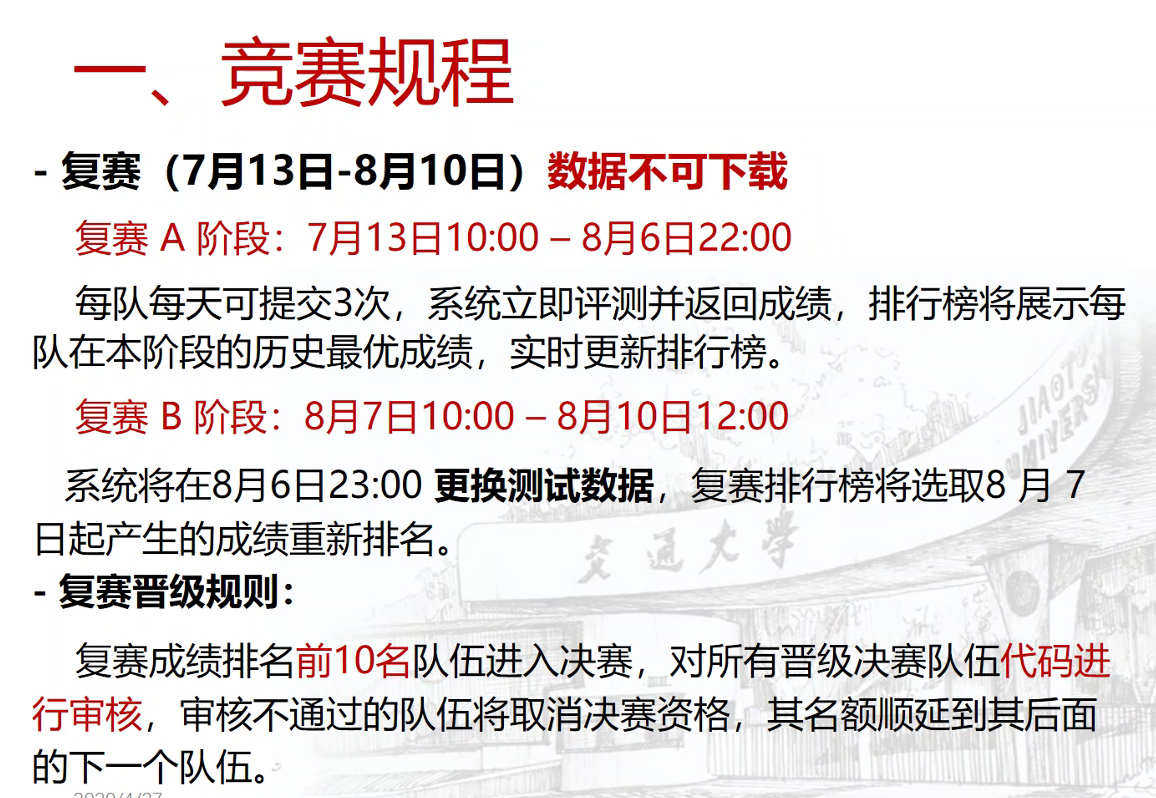 一、竞赛规程
- 复赛（7月13日-8月10日）数据不可下载
复赛 A 阶段：7月13日10:00 – 8月6日22:00
每队每天可提交3次，系统立即评测并返回成绩，排行榜将展示每
队在本阶段的历史最优成绩，实时更新排行榜。
复赛 B 阶段：8月7日10:00 – 8月10日12:00
系统将在8月6日23:00 更换测试数据，复赛排行榜将选取8 月 7
日起产生的成绩重新排名。
- 复赛晋级规则：
复赛成绩排名前10名队伍进入决赛，对所有晋级决赛队伍代码进
行审核，审核不通过的队伍将取消决赛资格，其名额顺延到其后面
的下一个队伍。
JIAOTO
UNIVERS
交通大學